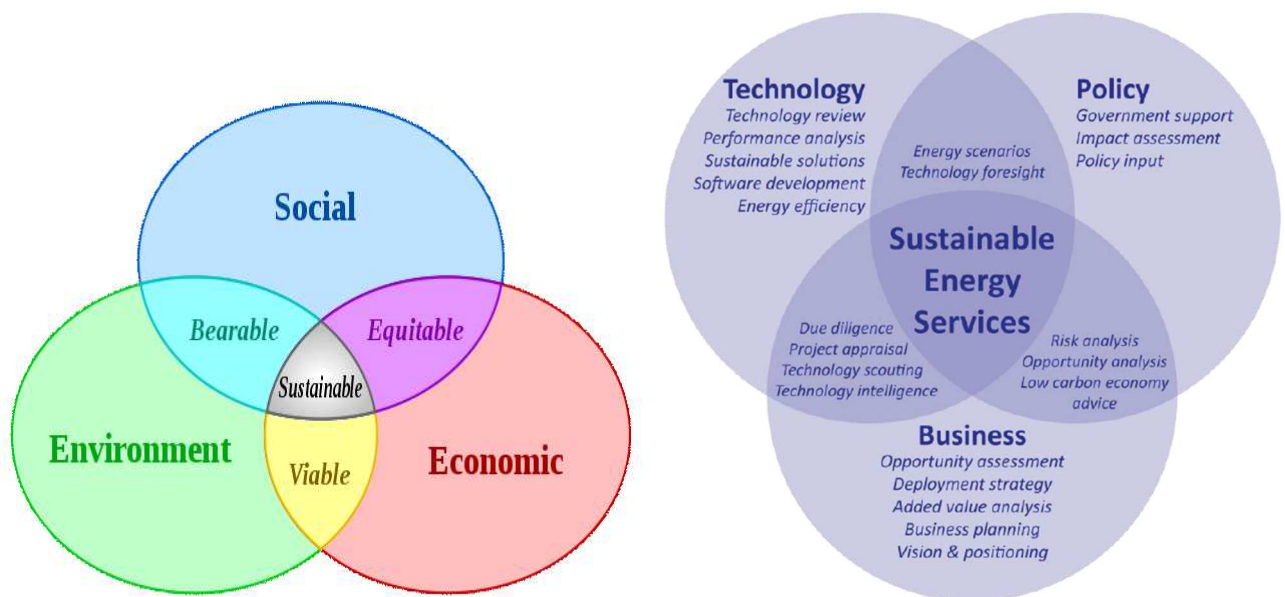 Social
Bearable
Equitable
Sustainable
Environment
Viable
Economic
Technology
Technology review
Performance analysis
Sustainable solutions
Software development
Energy efficiency
Policy
Government support
Impact assessment
Policy input
Energy scenarios
Technology foresight
Sustainable
Energy
Services
Due diligence
Project appraisal
Technology scouting
Technology intelligence
Risk analysis
Opportunity analysis
Low carbon economy
advice
Business
Opportunity assessment
Deployment strategy
Added value analysis
Business planning
Vision & positioning